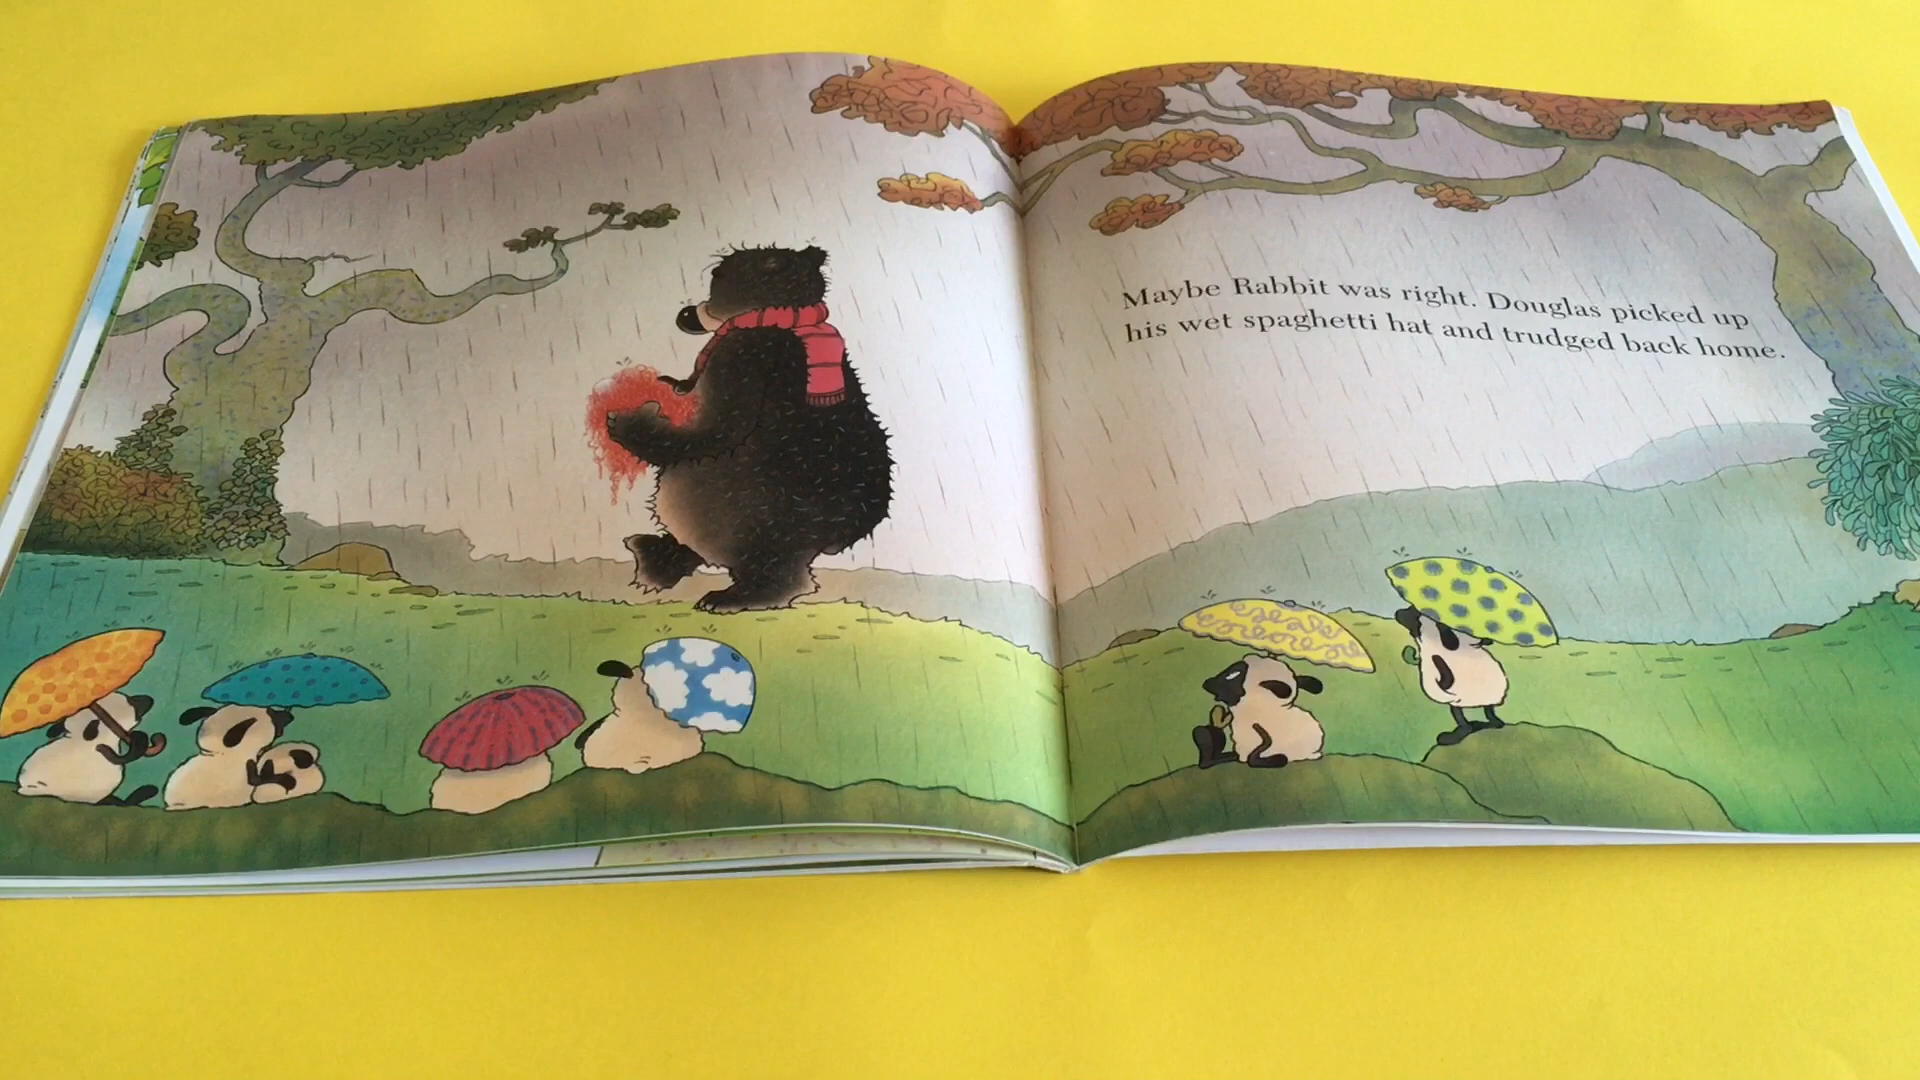 Maybe Rabbit was right. Douglas picked up
his wet spaghetti hat and trudged back home.